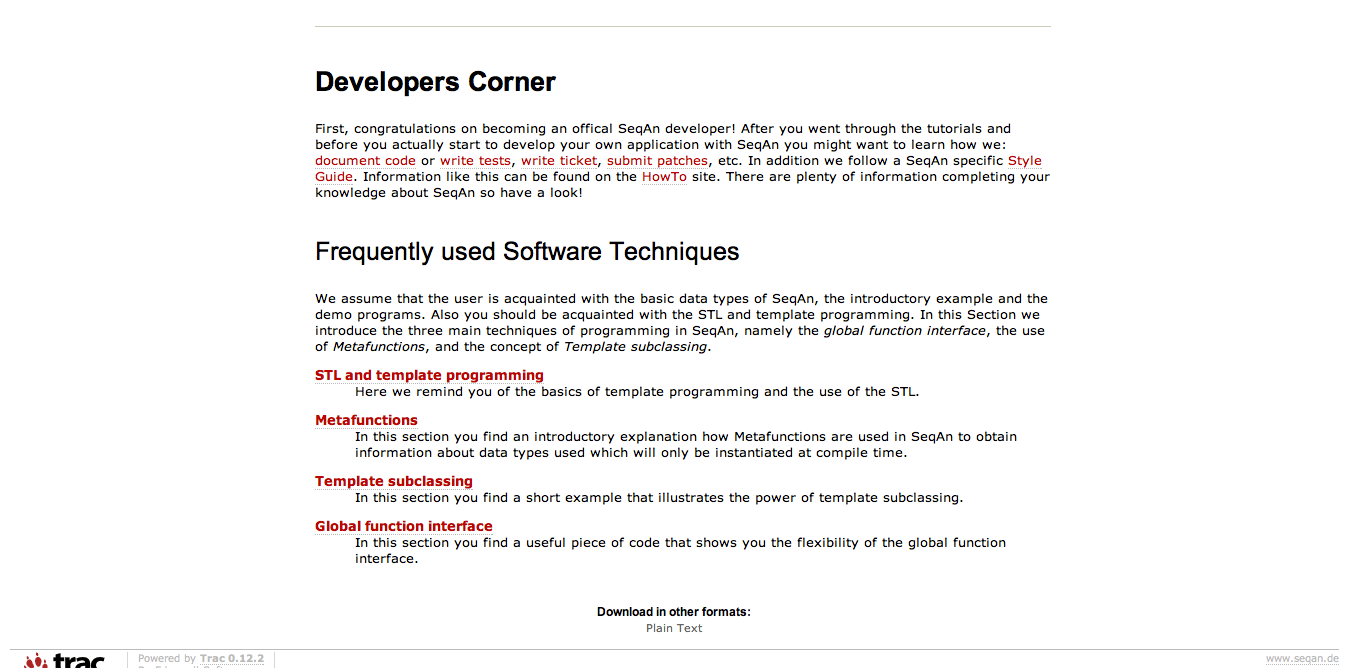 Developers Corner
First, congratulations on becoming an offical SeqAn developer! After you went through the tutorials and
before you actually start to develop your own application with SeqAn you might want to learn how we:
document code or write tests, write ticket, submit patches, etc. In addition we follow a SeqAn specific Style
Guide. Information like this can be found on the HowTo site. There are plenty of information completing your
knowledge about SeqAn so have a look!
Frequently used Software Techniques
We assume that the user is acquainted with the basic data types of SeqAn, the introductory example and the
demo programs. Also you should be acquainted with the STL and template programming. In this Section we
introduce the three main techniques of programming in SeqAn, namely the global function interface, the use
of Metafunctions, and the concept of Template subclassing.
STL and template programming
Here we remind you of the basics of template programming and the use of the STL.
Metafunctions
In this section you find an introductory explanation how Metafunctions are used in SeqAn to obtain
information about data types used which will only be instantiated at compile time.
Template subclassing
In this section you find a short example that illustrates the power of template subclassing.
Global function interface
In this section you find a useful piece of code that shows you the flexibility of the global function
interface.
Download in other formats:
Plain Text
trac
Powered by Trac 0.12.2
www.seqan.de